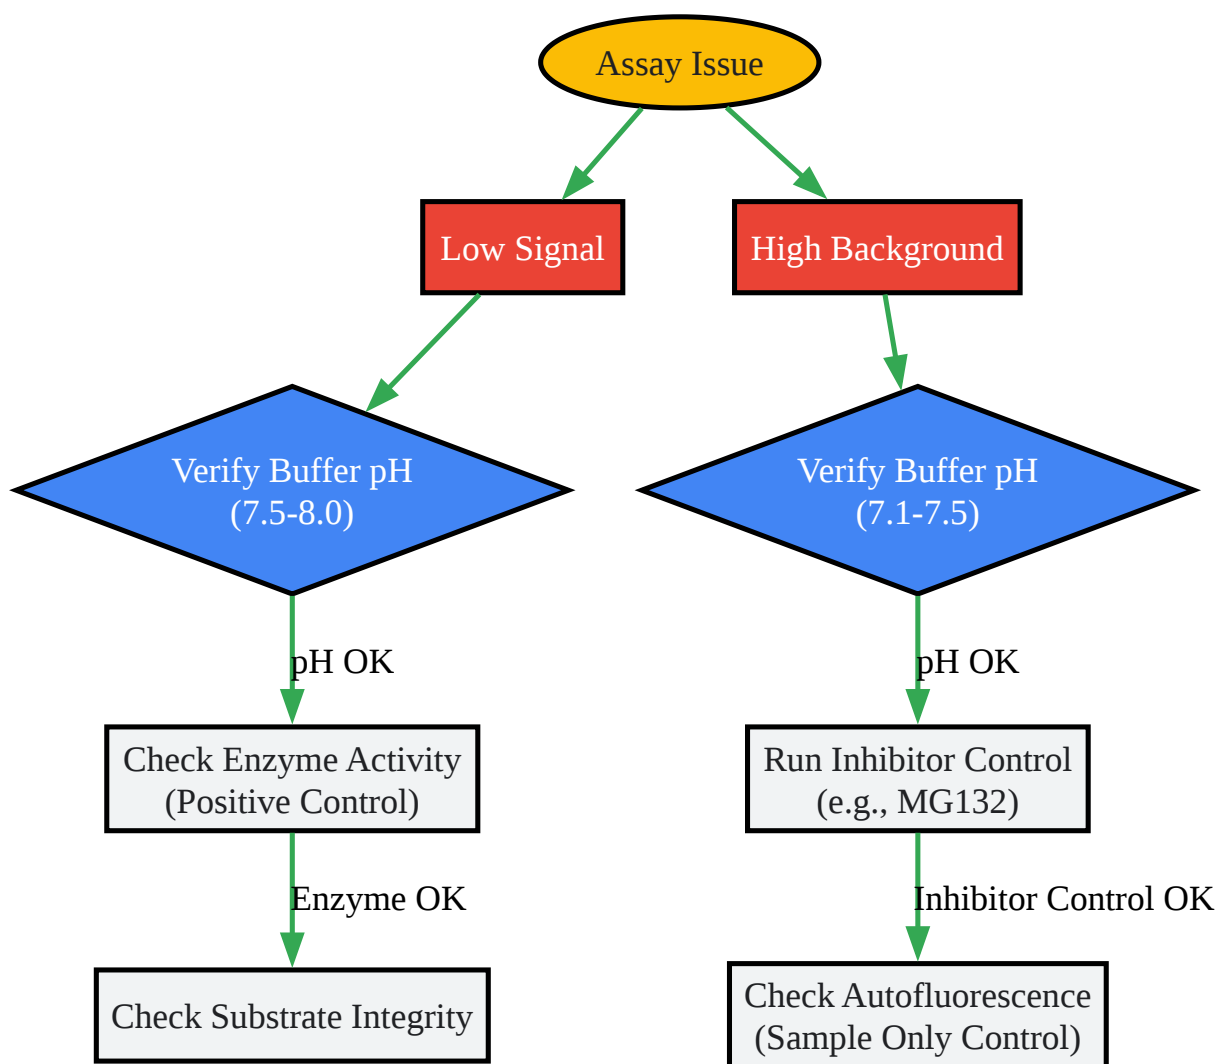 Assay Issue
Low Signal
High Background
Verify Buffer pH
(7.5-8.0)
Verify Buffer pH
(7.1-7.5)
pH OK
pH OK
Check Enzyme Activity
(Positive Control)
Run Inhibitor Control
(e.g., MG132)
Enzyme OK
Inhibitor Control OK
Check Substrate Integrity
Check Autofluorescence
(Sample Only Control)